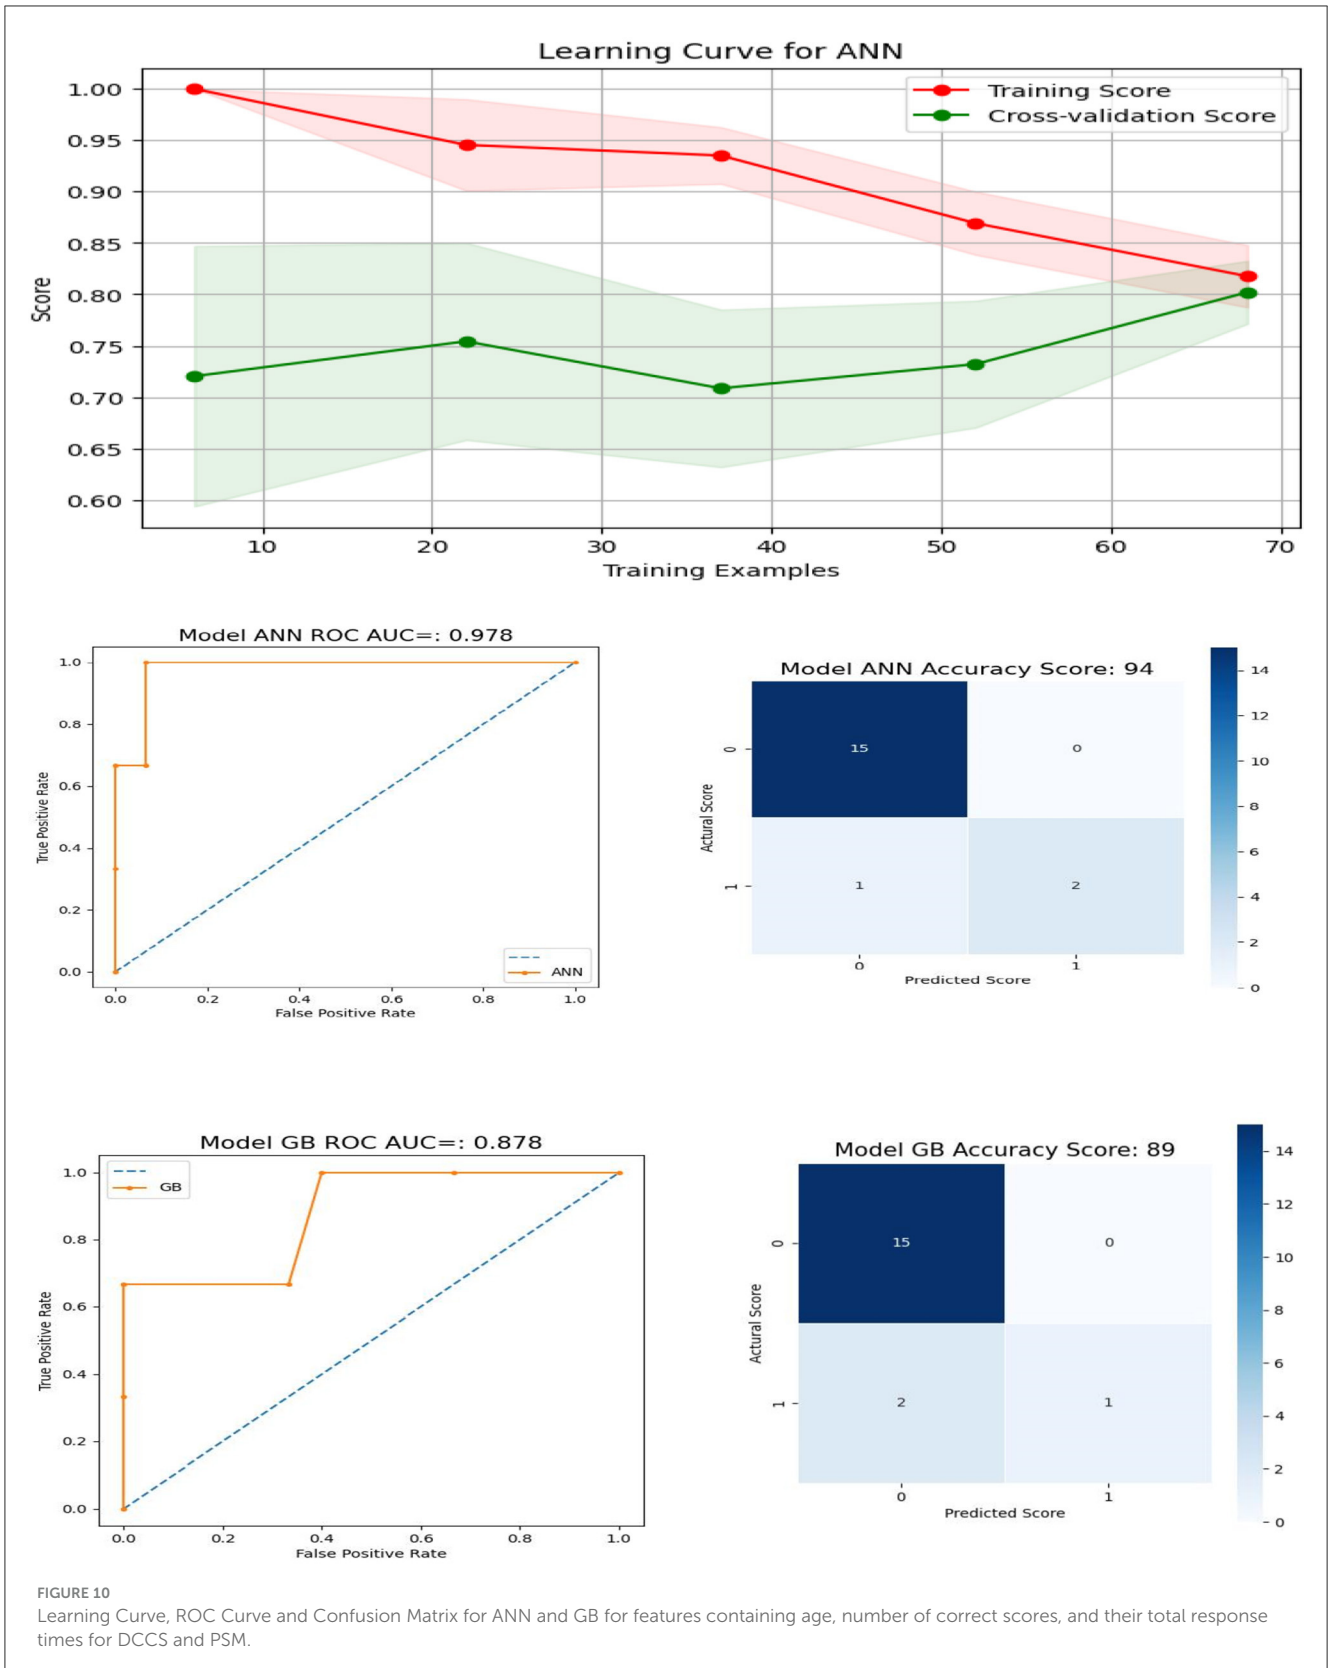 Learning Curve for ANN
1.00
0.95
0.90
0.85
0.80
0.75
0.70
0.65
0.60
Score
Training Score
Cross-validation Score
10 20 30 40 50 60 70
Training Examples
Model ANN ROC AUC=: 0.978
1.0
0.8
0.6
0.4
0.2
0.0
True Positive Rate
ANN
0.0 0.2 0.4 0.6 0.8 1.0
False Positive Rate
Model ANN Accuracy Score: 94
0
1
Actural Score
15 0
1 2
0 1
Predicted Score
14
12
10
8
6
4
2
0
Model GB ROC AUC=: 0.878
1.0
0.8
0.6
0.4
0.2
0.0
True Positive Rate
GB
0.0 0.2 0.4 0.6 0.8 1.0
False Positive Rate
Model GB Accuracy Score: 89
0
1
Actural Score
15 0
2 1
0 1
Predicted Score
14
12
10
8
6
4
2
0
FIGURE 10
Learning Curve, ROC Curve and Confusion Matrix for ANN and GB for features containing age, number of correct scores, and their total response
times for DCCS and PSM.